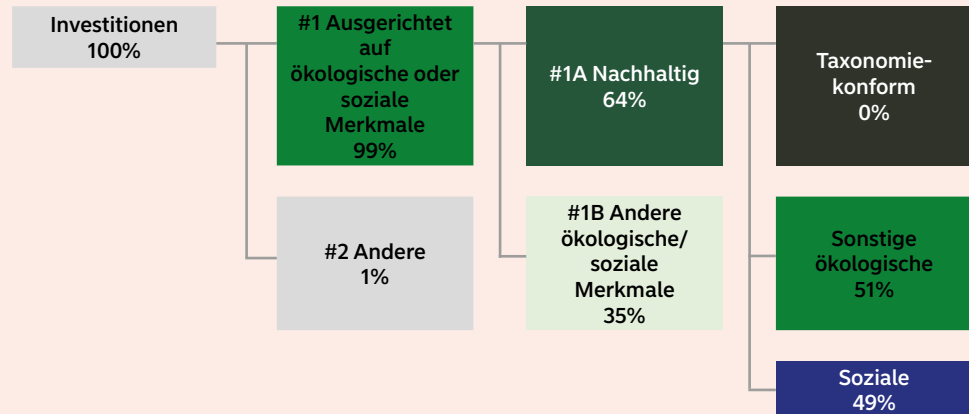 Investitionen
100%
#1 Ausgerichtet
auf
ökologische oder
soziale
Merkmale
99%
#1A Nachhaltig
64%
Taxonomie-
konform
0%
#2 Andere
1%
#1B Andere
ökologische/
soziale
Merkmale
35%
Sonstige
ökologische
51%
Soziale
49%